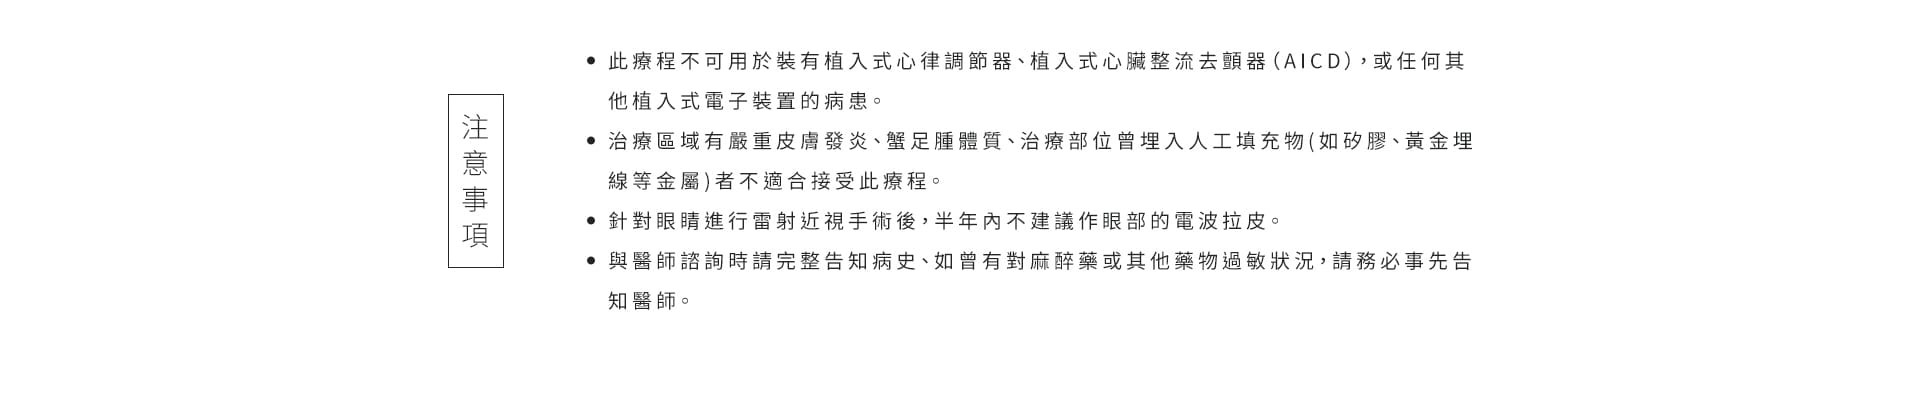 注意事項
• 此療程不可用於裝有植入式心律調節器、植入式心臟整流去顫器（AICD），或任何其
他植入式電子裝置的病患。
• 治療區域有嚴重皮膚發炎、蟹足腫體質、治療部位曾埋入人工填充物(如矽膠、黃金埋
線等金屬)者不適合接受此療程。
• 針對眼睛進行雷射近視手術後，半年內不建議作眼部的電波拉皮。
• 與醫師諮詢時請完整告知病史、如曾有對麻醉藥或其他藥物過敏狀況，請務必事先告
知醫師。